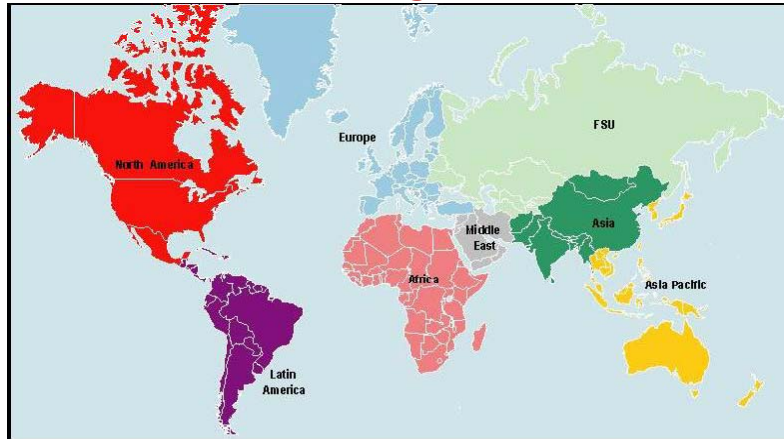 Europe
FSU
North America
Middle
East
Asia
Africa
Asia Pacific
Latin
America